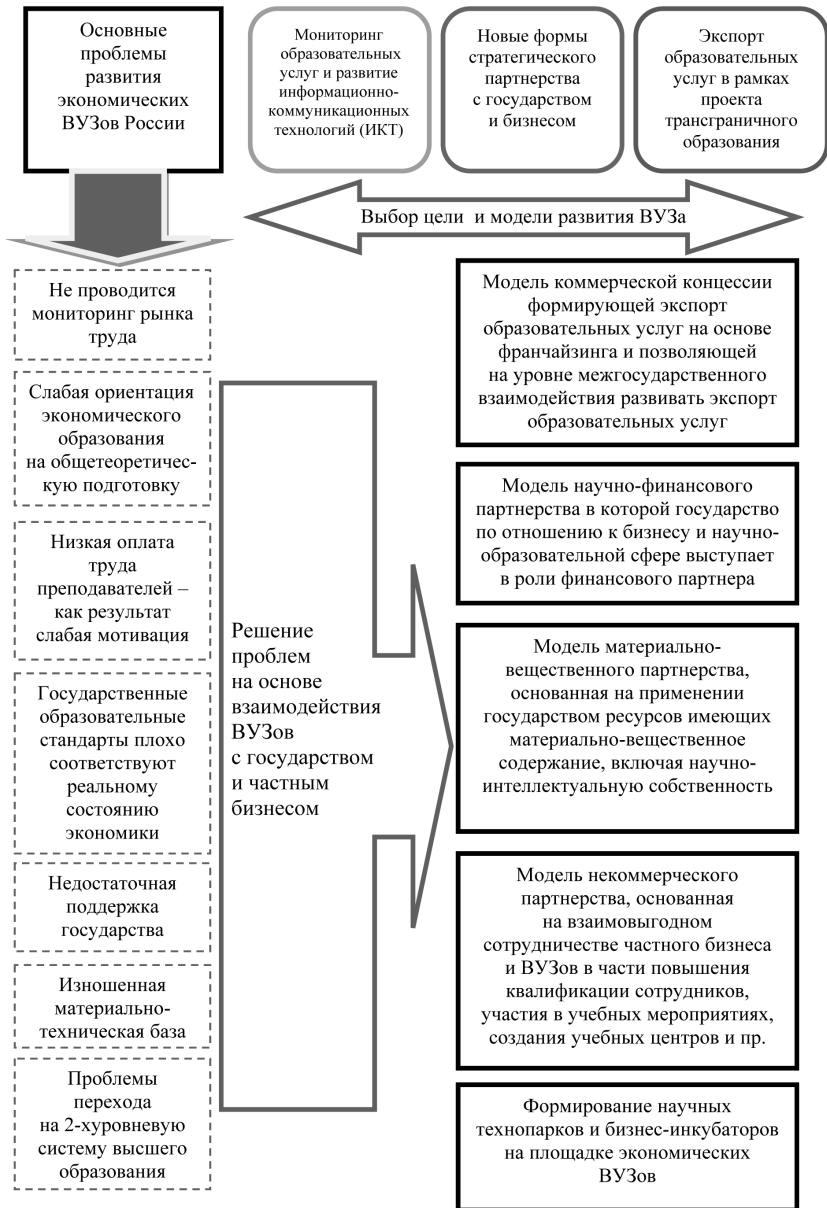 Основные
проблемы
развития
экономических
ВУЗов России
Мониторинг
образовательных
услуг и развитие
информационно-
коммуникационных
технологий (ИКТ)
Новые формы
стратегического
партнерства
с государством
и бизнесом
Экспорт
образовательных
услуг в рамках
проекта
трансграничного
образования
Выбор цели и модели развития ВУЗа
Не проводится
мониторинг рынка
труда
Слабая ориентация
экономического
образования
на общетеоретичес-
кую подготовку
Низкая оплата
труда
преподавателей –
как результат
слабая мотивация
Государственные
образовательные
стандарты плохо
соответствуют
реальному
состоянию
экономики
Недостаточная
поддержка
государства
Изношенная
материально-
техническая база
Проблемы
перехода
на 2-хуровневую
систему высшего
образования
Решение
проблем
на основе
взаимодействия
ВУЗов
с государством
и частным
бизнесом
Модель коммерческой концессии
формирующей экспорт
образовательных услуг на основе
франчайзинга и позволяющей
на уровне межгосударственного
взаимодействия развивать экспорт
образовательных услуг
Модель научно-финансового
партнерства в которой государство
по отношению к бизнесу и научно-
образовательной сфере выступает
в роли финансового партнера
Модель материально-
вещественного партнерства,
основанная на применении
государством ресурсов имеющих
материально-вещественное
содержание, включая научно-
интеллектуальную собственность
Модель некоммерческого
партнерства, основанная
на взаимовыгодном
сотрудничестве частного бизнеса
и ВУЗов в части повышения
квалификации сотрудников,
участия в учебных мероприятиях,
создания учебных центров и пр.
Формирование научных
технопарков и бизнес-инкубаторов
на площадке экономических
ВУЗов